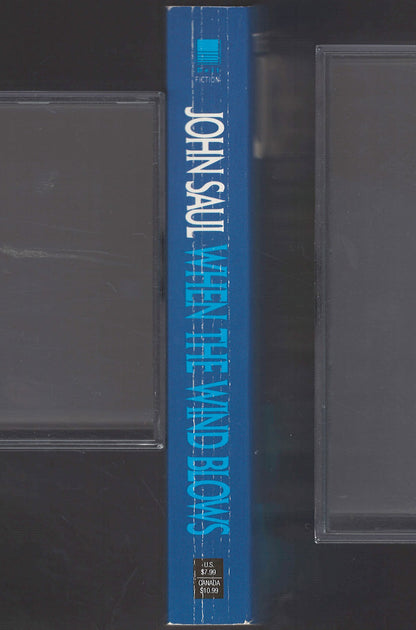 FICTION
JOHN SAUL
WHEN THE WIND BLOWS
U.S.
$7.99
CANADA
$10.99